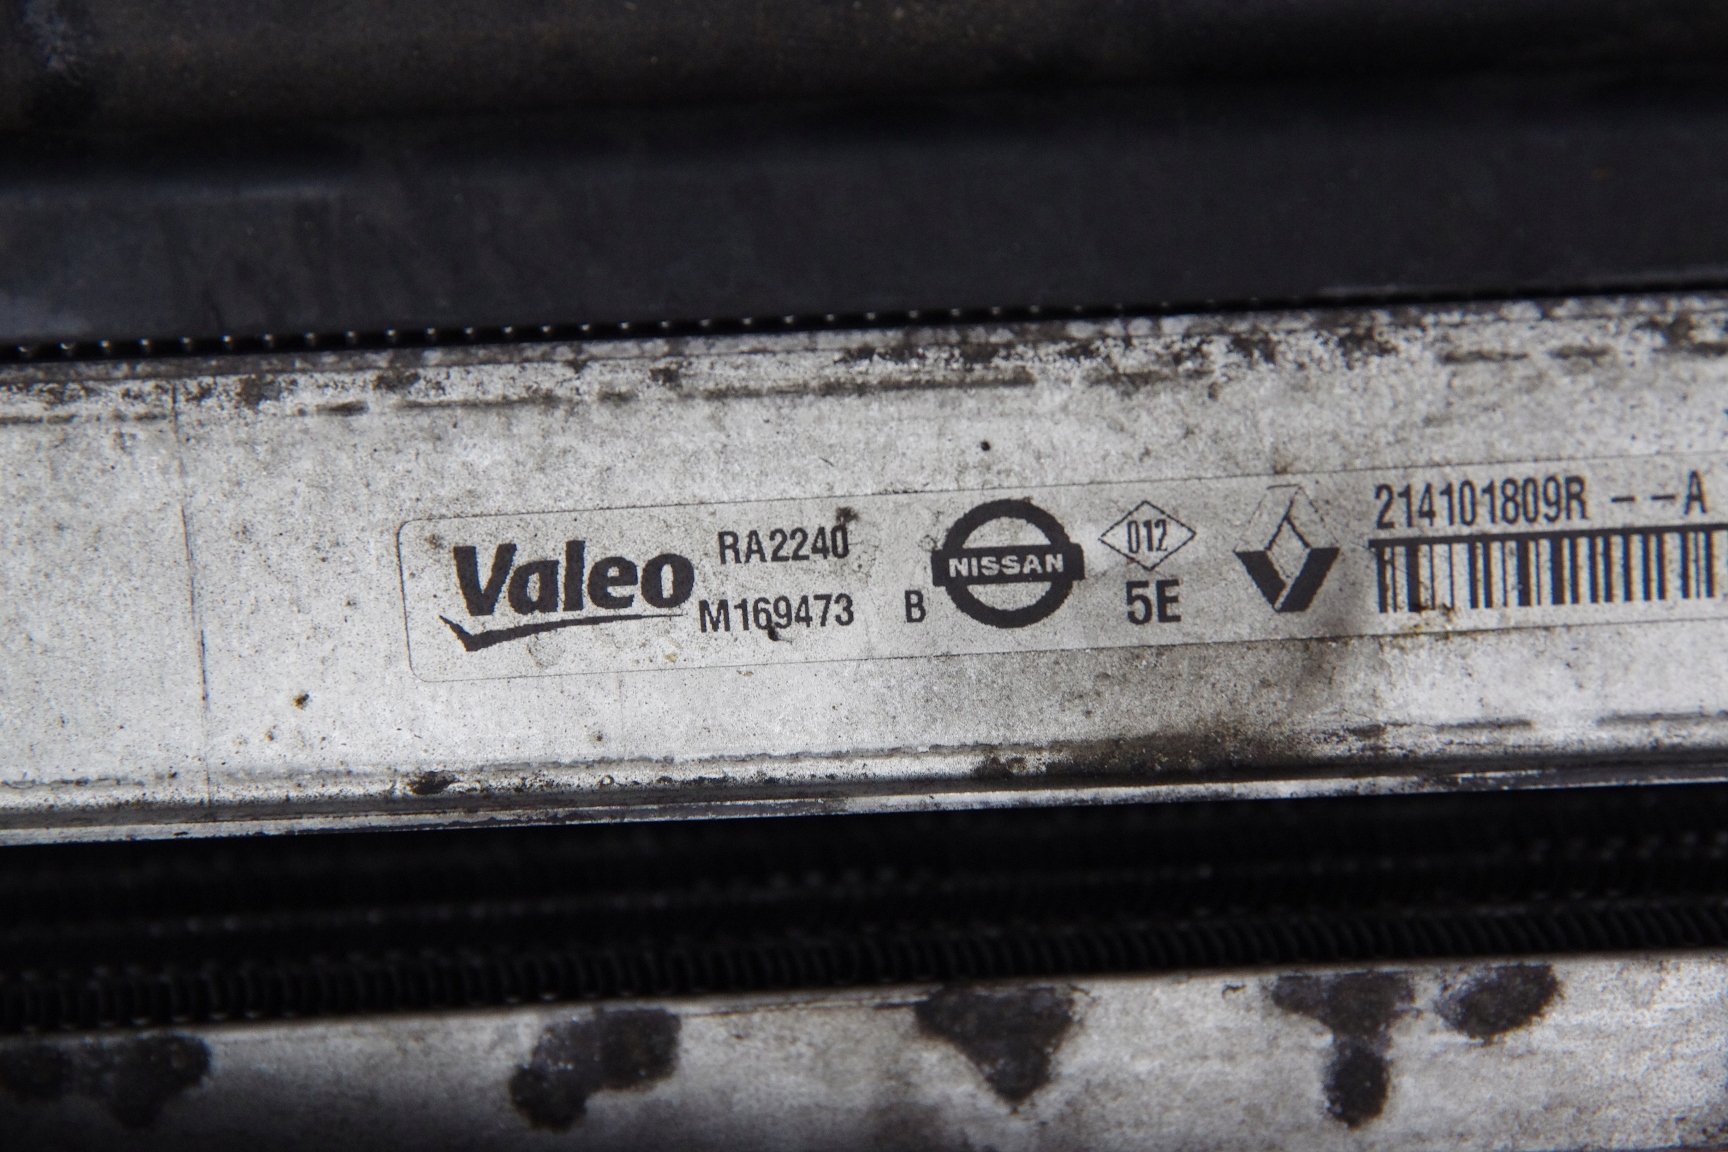 Valeo
RA2240
M169473
B
NISSAN
012
5E
214101809R --A